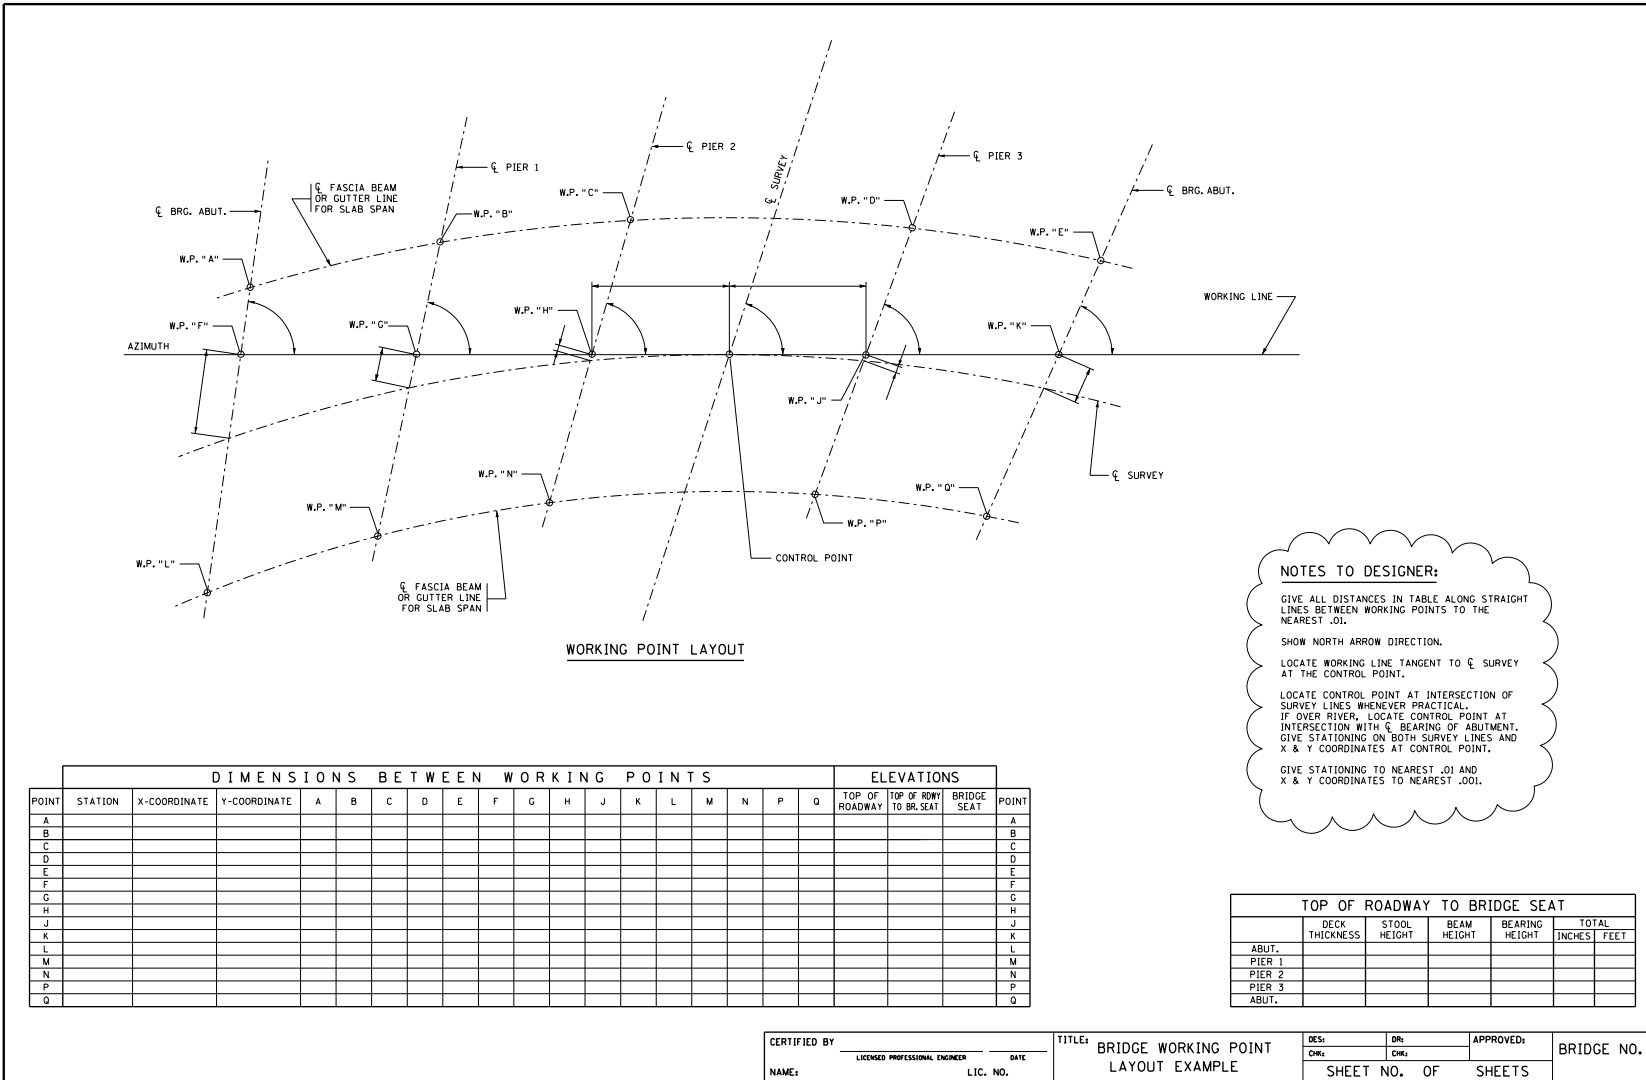 ℄ SURVEY
℄ PIER 1
℄ PIER 2
℄ PIER 3
℄ BRG. ABUT.
℄ FASCIA BEAM
OR GUTTER LINE
FOR SLAB SPAN
℄ BRG. ABUT.
W.P. "A"
W.P. "B"
W.P. "C"
W.P. "D"
W.P. "E"
WORKING LINE
W.P. "F"
W.P. "G"
W.P. "H"
W.P. "K"
AZIMUTH
W.P. "J"
℄ SURVEY
W.P. "N"
W.P. "Q"
W.P. "M"
W.P. "P"
W.P. "L"
CONTROL POINT
℄ FASCIA BEAM
OR GUTTER LINE
FOR SLAB SPAN
WORKING POINT LAYOUT
NOTES TO DESIGNER:
GIVE ALL DISTANCES IN TABLE ALONG STRAIGHT
LINES BETWEEN WORKING POINTS TO THE
NEAREST .01.
SHOW NORTH ARROW DIRECTION.
LOCATE WORKING LINE TANGENT TO ℄ SURVEY
AT THE CONTROL POINT.
LOCATE CONTROL POINT AT INTERSECTION OF
SURVEY LINES WHENEVER PRACTICAL.
IF OVER RIVER, LOCATE CONTROL POINT AT
INTERSECTION WITH ℄ BEARING OF ABUTMENT.
GIVE STATIONING ON BOTH SURVEY LINES AND
X & Y COORDINATES AT CONTROL POINT.
GIVE STATIONING TO NEAREST .01 AND
X & Y COORDINATES TO NEAREST .001.
DIMENSIONS BETWEEN WORKING POINTS ELEVATIONS
POINT STATION X-COORDINATE Y-COORDINATE A B C D E F G H J K L M N P Q TOP OF ROADWAY TOP OF RDWY TO BR. SEAT BRIDGE SEAT POINT
A A
B B
C C
D D
E E
F F
G G
H H
J J
K K
L L
M M
N N
P P
Q Q
TOP OF ROADWAY TO BRIDGE SEAT
DECK THICKNESS STOOL HEIGHT BEAM HEIGHT BEARING HEIGHT TOTAL
INCHES FEET
ABUT.
PIER 1
PIER 2
PIER 3
ABUT.
CERTIFIED BY
LICENSED PROFESSIONAL ENGINEER DATE
NAME: LIC. NO.
TITLE: BRIDGE WORKING POINT
LAYOUT EXAMPLE
DES: DR: APPROVED:
CHK: CHK:
SHEET NO. OF SHEETS
BRIDGE NO.